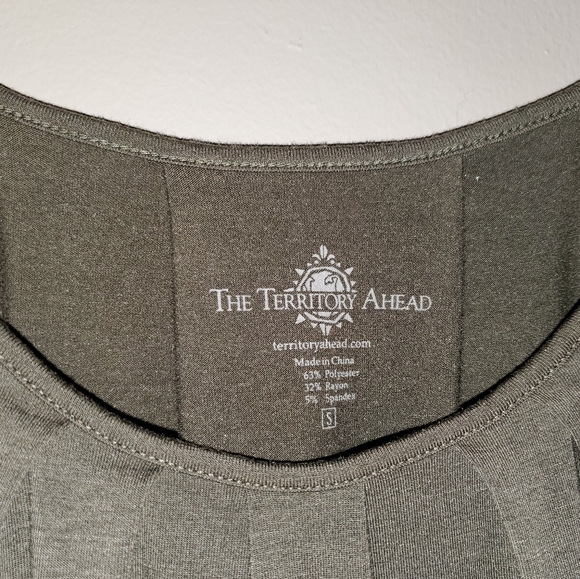 THE TERRITORY AHEAD
territoryahead.com
Made in China
63% Polyester
32% Rayon
5% Spandex
S